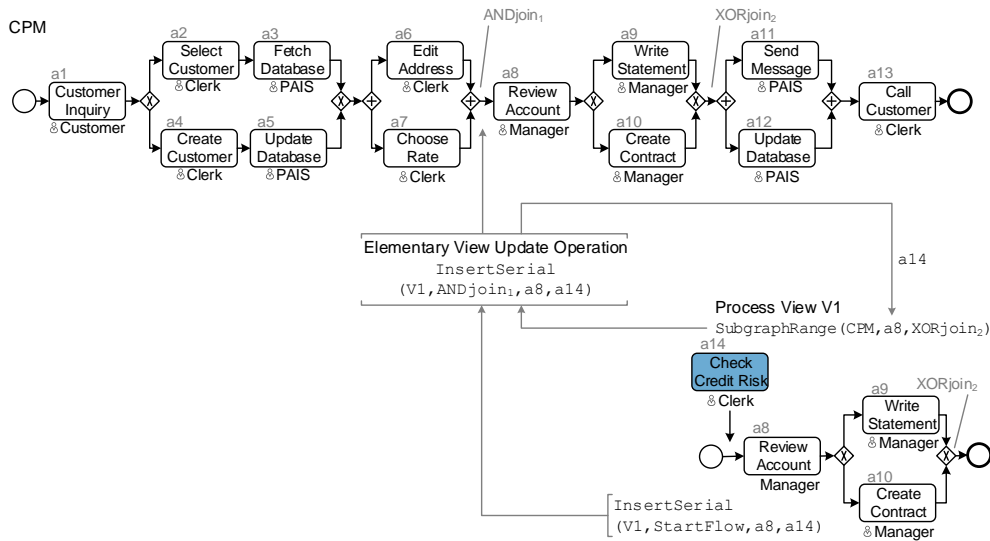 CPM
a1
Customer
Inquiry
Customer
X
a2
Select
Customer
Clerk
a3
Fetch
Database
PAIS
a4
Create
Customer
Clerk
a5
Update
Database
PAIS
X
+
a6
Edit
Address
Clerk
a7
Choose
Rate
Clerk
ANDjoin1
+
a8
Review
Account
Manager
X
a9
Write
Statement
Manager
a10
Create
Contract
Manager
XORjoin2
X
+
a11
Send
Message
PAIS
a12
Update
Database
PAIS
+
a13
Call
Customer
Clerk
Elementary View Update Operation
InsertSerial
(V1,ANDjoin1,a8,a14)
a14
Process View V1
SubgraphRange(CPM,a8,XORjoin2)
a14
Check
Credit Risk
Clerk
a8
Review
Account
Manager
X
a9
Write
Statement
Manager
a10
Create
Contract
Manager
XORjoin2
X
InsertSerial
(V1,StartFlow,a8,a14)